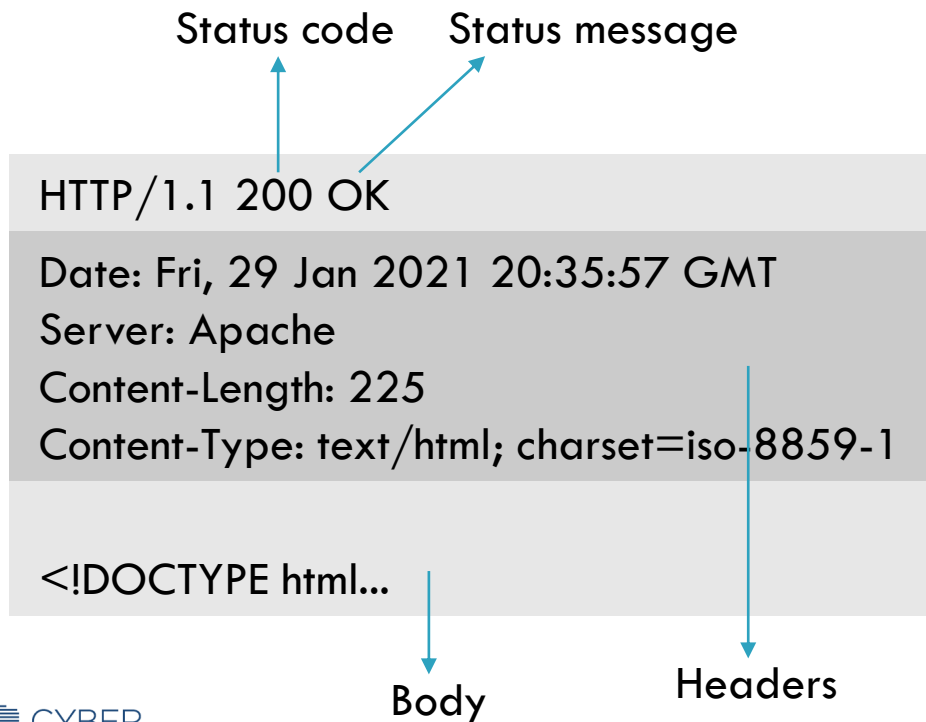 Status code Status message
HTTP/1.1 200 OK
Date: Fri, 29 Jan 2021 20:35:57 GMT
Server: Apache
Content-Length: 225
Content-Type: text/html; charset=iso-8859-1
<!DOCTYPE html...
Body Headers
CYBER